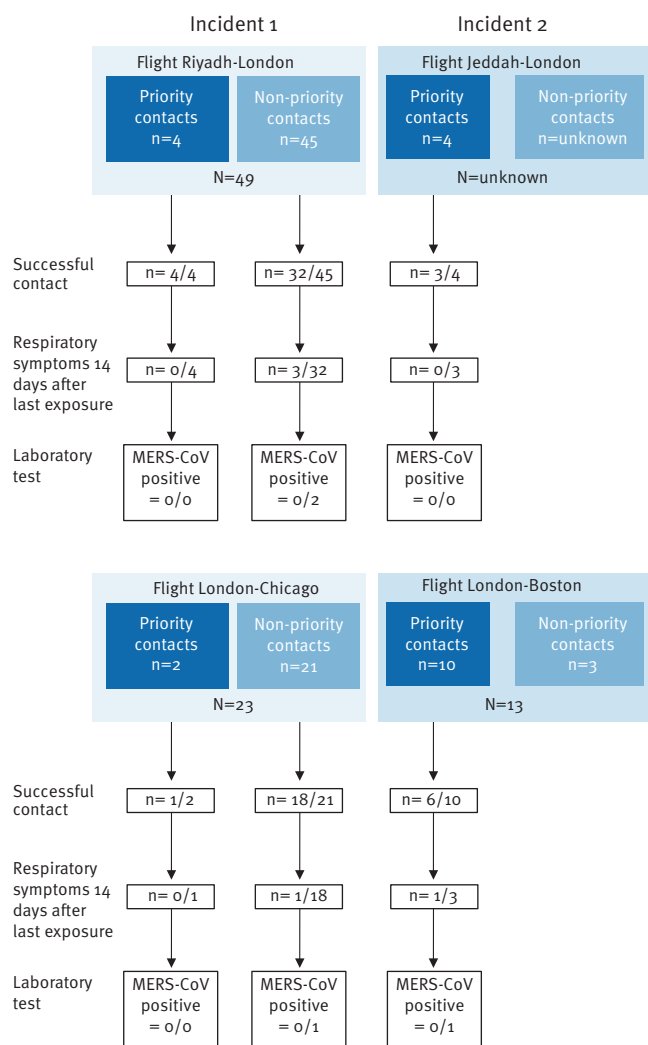 Incident 1
Incident 2
Flight Riyadh-London
Flight Jeddah-London
Priority
contacts
n=4
Non-priority
contacts
n=45
Priority
contacts
n=4
Non-priority
contacts
n=unknown
N=49
N=unknown
Successful
contact
n= 4/4
n= 32/45
n= 3/4
Respiratory
symptoms 14
days after
last exposure
n= 0/4
n= 3/32
n= 0/3
Laboratory
test
MERS-CoV
positive
= 0/0
MERS-CoV
positive
= 0/2
MERS-CoV
positive
= 0/0
Flight London-Chicago
Flight London-Boston
Priority
contacts
n=2
Non-priority
contacts
n=21
Priority
contacts
n=10
Non-priority
contacts
n=3
N=23
N=13
Successful
contact
n= 1/2
n= 18/21
n= 6/10
Respiratory
symptoms 14
days after
last exposure
n= 0/1
n= 1/18
n= 1/3
Laboratory
test
MERS-CoV
positive
=0/0
MERS-CoV
positive
= 0/1
MERS-CoV
positive
= 0/1